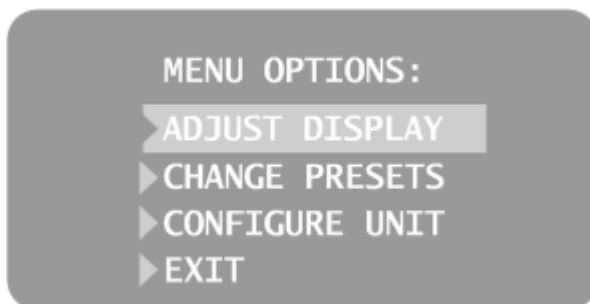 MENU OPTIONS:
ADJUST DISPLAY
CHANGE PRESETS
CONFIGURE UNIT
EXIT